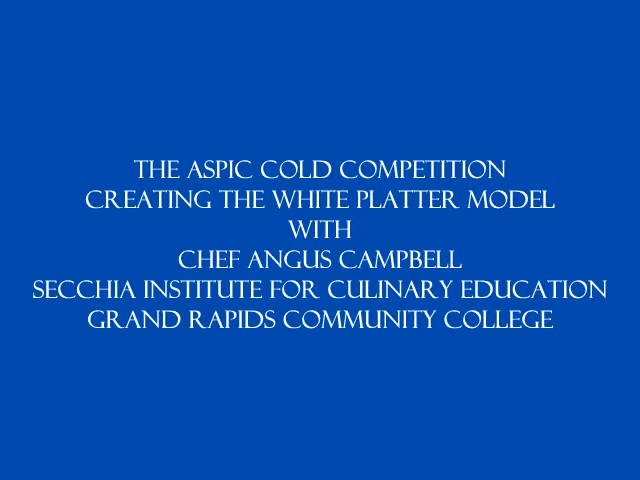 THE ASPIC COLD COMPETITION
CREATING THE WHITE PLATTER MODEL
WITH
CHEF ANGUS CAMPBELL
SECCHIA INSTITUTE FOR CULINARY EDUCATION
GRAND RAPIDS COMMUNITY COLLEGE